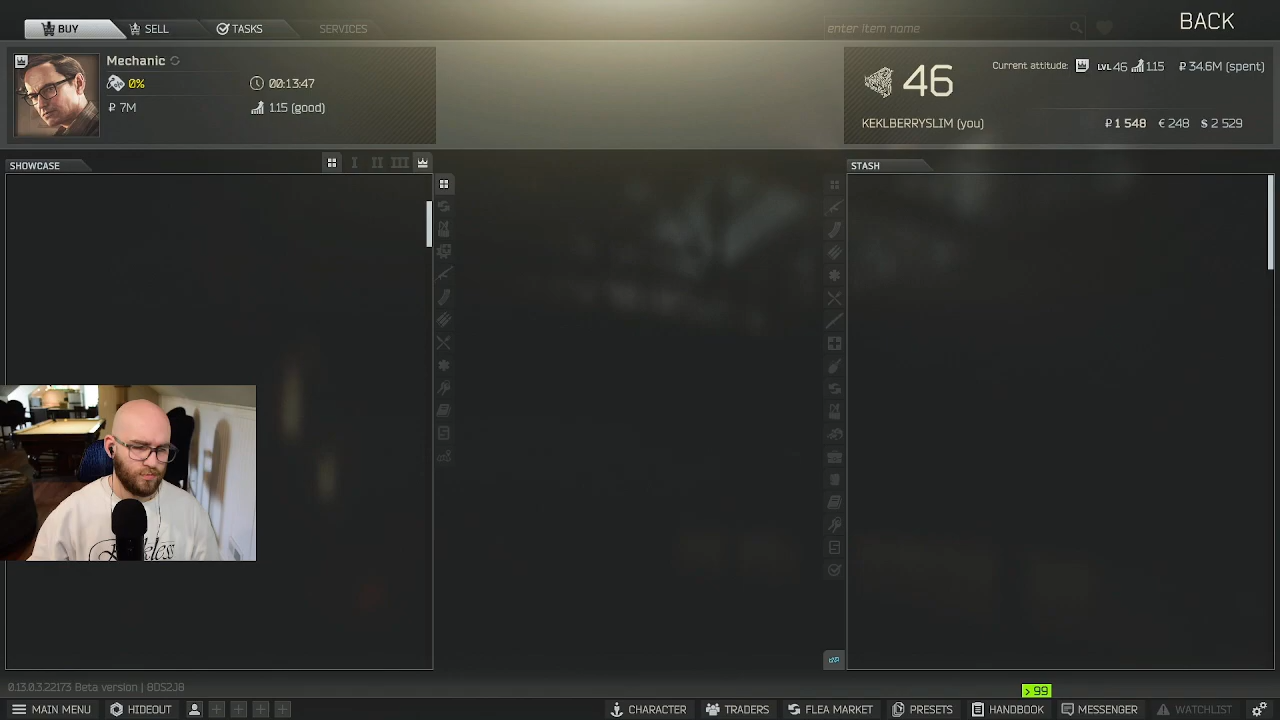 BUY
SELL
TASKS
SERVICES
enter item name
BACK
Mechanic
0%
00:13:47
₽ 7M
1.15 (good)
46
Current attitude:
LVL 46
1.15
₽ 34.6M (spent)
KEKLBERRYSLIM (you)
₽ 1 548
€ 248
$ 2 529
SHOWCASE
I
II
III
STASH
0.13.0.3.22173 Beta version | 8DS2J8
> 99
MAIN MENU
HIDEOUT
CHARACTER
TRADERS
FLEA MARKET
PRESETS
HANDBOOK
MESSENGER
WATCHLIST